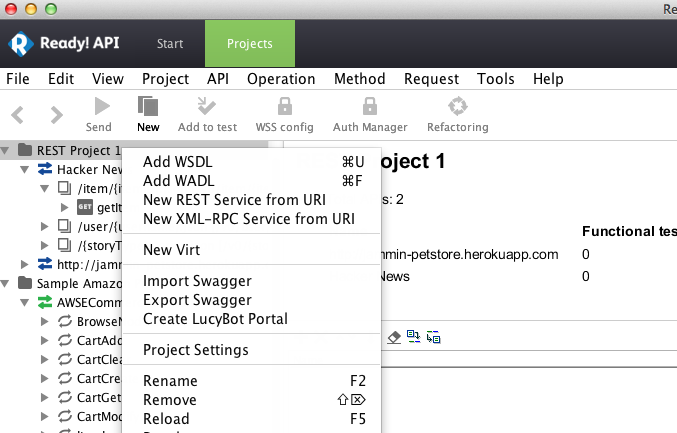 Re
Ready! API
Start
Projects
File Edit View Project API Operation Method Request Tools Help
Send New Add to test WSS config Auth Manager Refactoring
REST Project 1
Hacker New
/item/{i
GET getIt
/user/{u
/{storyT
http://jamm
Sample Amazo
AWSEComm
BrowseN
CartAdd
CartClea
CartCrea
CartGet
CartMod
Add WSDL ⌘U
Add WADL ⌘F
New REST Service from URI
New XML-RPC Service from URI
New Virt
Import Swagger
Export Swagger
Create LucyBot Portal
Project Settings
Rename F2
Remove ⇧⌦
Reload F5
oject 1
s: 2
Functional tes
nmin-petstore.herokuapp.com 0
News 0